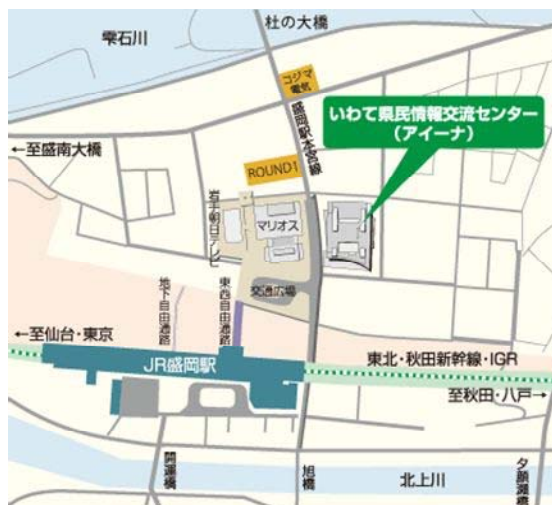 杜の大橋
雫石川
コジマ
電気
盛岡駅本宮線
いわて県民情報交流センター
(アイーナ)
←至盛南大橋
ROUND1
岩手朝日テレビ
マリオス
交通広場
地下自由通路
東西自由通路
←至仙台・東京
JR盛岡駅
東北・秋田新幹線・IGR
至秋田・八戸→
開運橋
旭橋
北上川
夕顔瀬橋